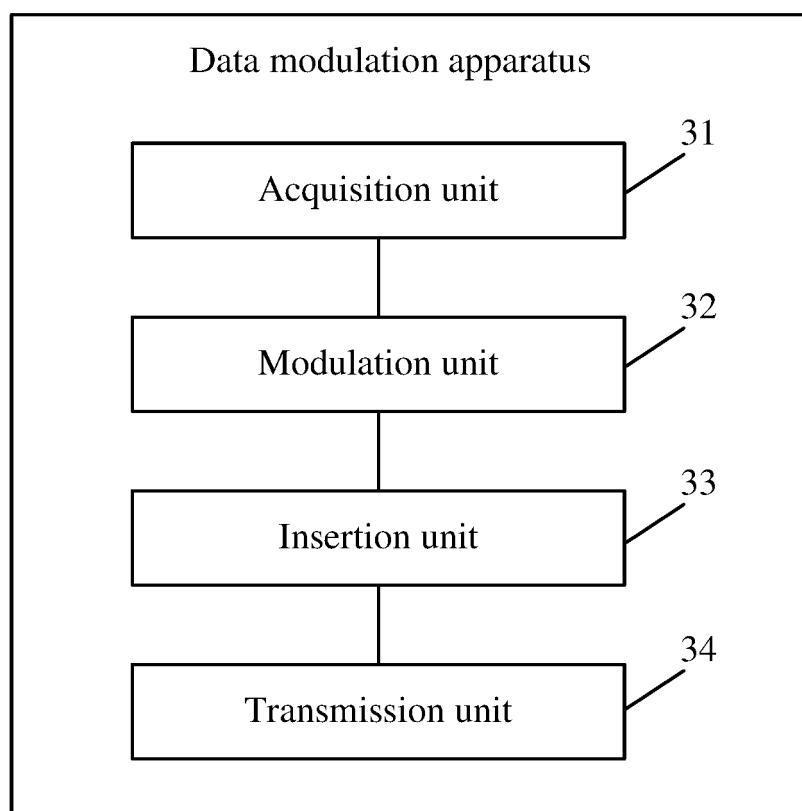 Data modulation apparatus
31
Acquisition unit
32
Modulation unit
33
Insertion unit
34
Transmission unit